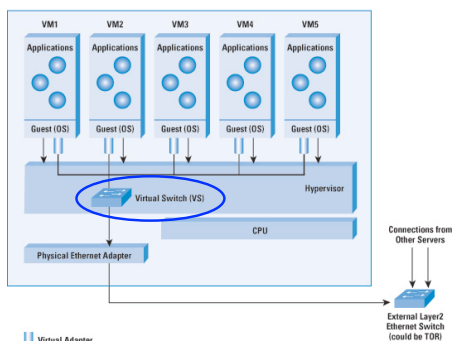 VM1 VM2 VM3 VM4 VM5
Applications Applications Applications Applications Applications
Guest (OS) Guest (OS) Guest (OS) Guest (OS) Guest (OS)
Hypervisor
Virtual Switch (VS)
CPU
Connections from
Other Servers
Physical Ethernet Adapter
External Layer2
Ethernet Switch
(could be TOR)
Virtual Adapter